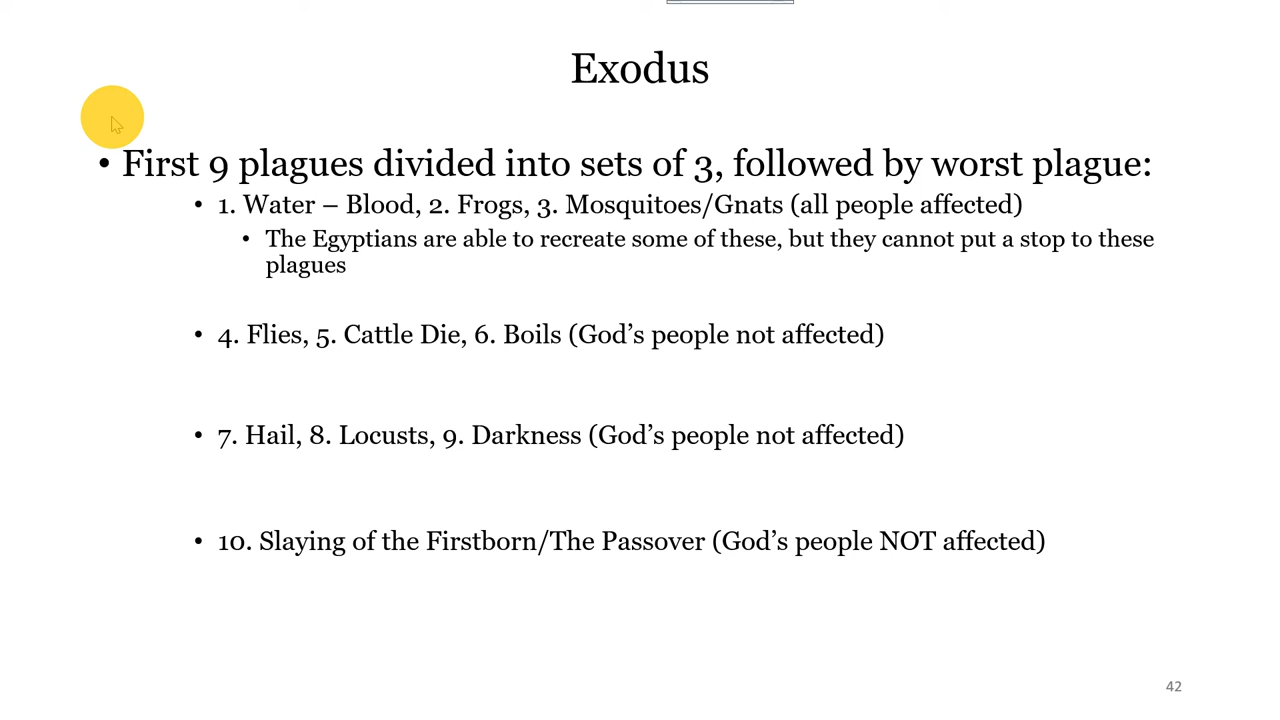 Exodus
• First 9 plagues divided into sets of 3, followed by worst plague:
• 1. Water – Blood, 2. Frogs, 3. Mosquitoes/Gnats (all people affected)
• The Egyptians are able to recreate some of these, but they cannot put a stop to these
plagues
• 4. Flies, 5. Cattle Die, 6. Boils (God’s people not affected)
• 7. Hail, 8. Locusts, 9. Darkness (God’s people not affected)
• 10. Slaying of the Firstborn/The Passover (God’s people NOT affected)
42